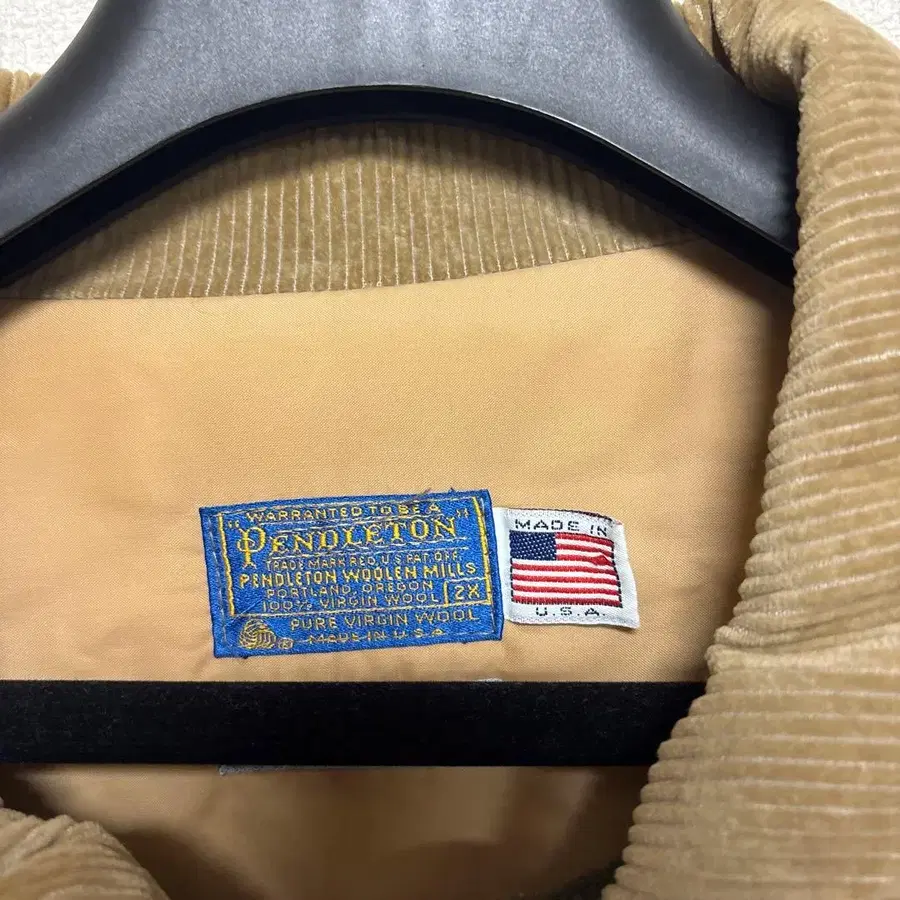 WARRANTED TO BE A
"PENDLETON"
TRADE MARK REG. U.S. PAT. OFF.
PENDLETON WOOLEN MILLS
PORTLAND, OREGON
100% VIRGIN WOOL 2X
PURE VIRGIN WOOL
® MADE IN U.S.A.
MADE IN
U.S.A.